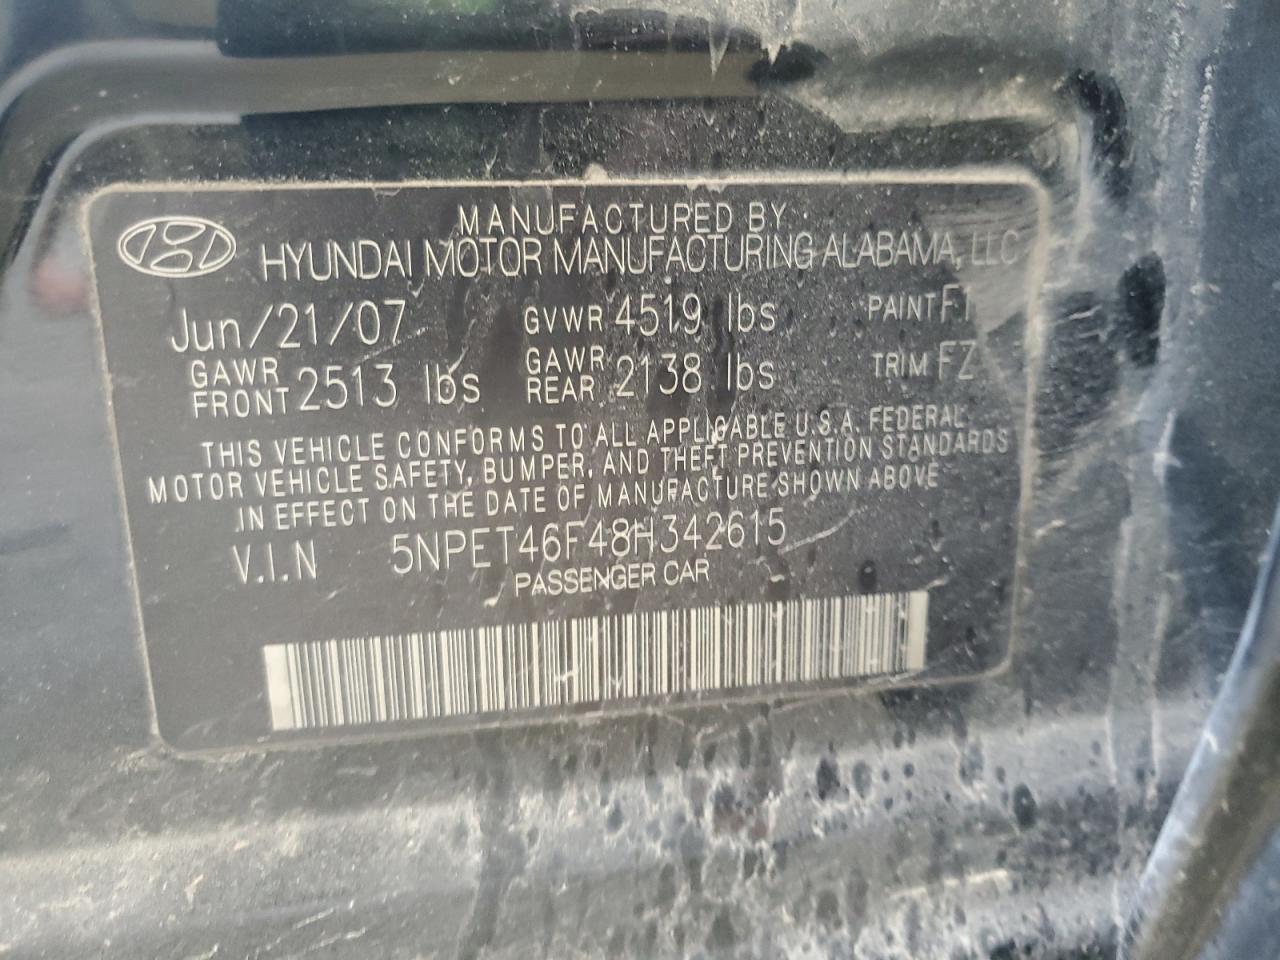 MANUFACTURED BY
HYUNDAI MOTOR MANUFACTURING ALABAMA, LLC
Jun/21/07 GVWR 4519 lbs PAINT
GAWR FRONT 2513 lbs GAWR REAR 2138 lbs TRIM FZ
THIS VEHICLE CONFORMS TO ALL APPLICABLE U.S.A. FEDERAL
MOTOR VEHICLE SAFETY, BUMPER, AND THEFT PREVENTION STANDARDS
IN EFFECT ON THE DATE OF MANUFACTURE SHOWN ABOVE
V.I.N 5NPET46F48H342615
PASSENGER CAR